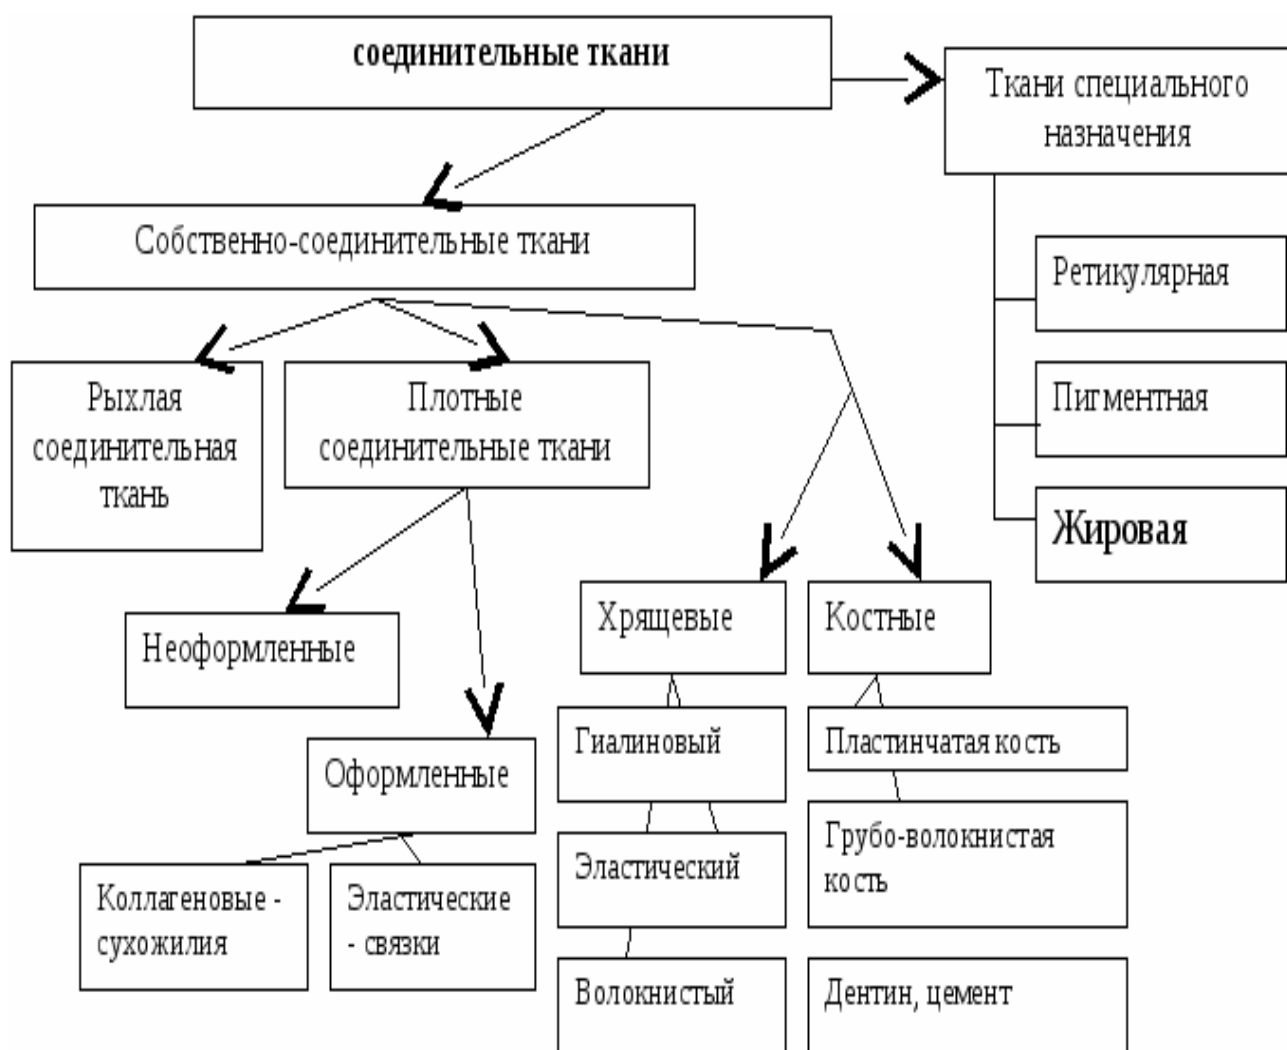 соединительные ткани
Ткани специального
назначения
Собственно-соединительные ткани
Ретикулярная
Пигментная
Жировая
Рыхлая
соединительная
ткань
Плотные
соединительные ткани
Неоформленные
Оформленные
Коллагеновые -
сухожилия
Эластические
- связки
Хрящевые
Гиалиновый
Эластический
Волокнистый
Костные
Пластинчатая кость
Грубо-волокнистая
кость
Дентин, цемент